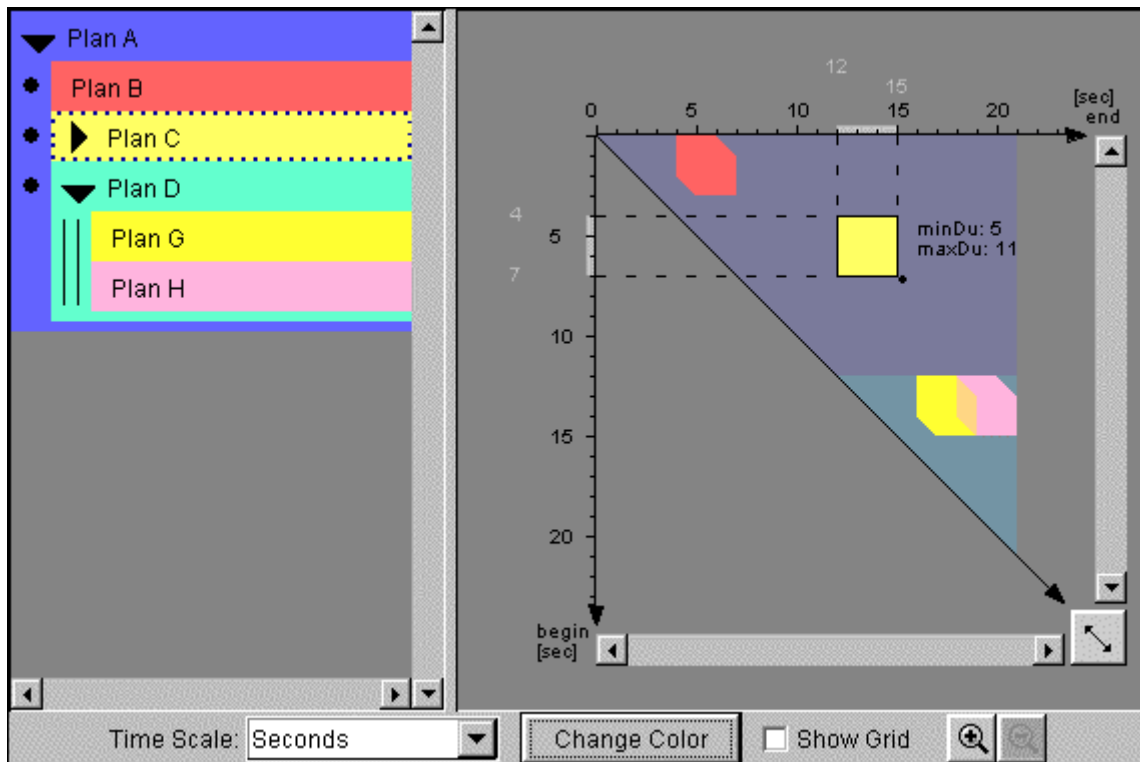 Plan A
Plan B
Plan C
Plan D
Plan G
Plan H
12
15
0
5
10
15
20
[sec]
end
4
5
7
minDu: 5
maxDu: 11
10
15
20
begin
[sec]
Time Scale: Seconds
Change Color
Show Grid